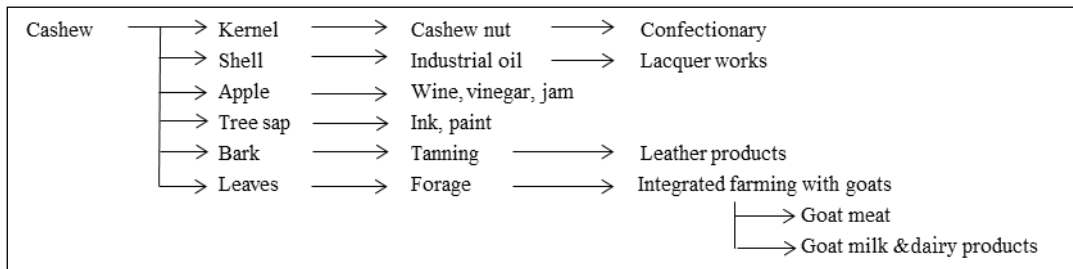 Cashew Kernel Cashew nut Confectionary
Shell Industrial oil Lacquer works
Apple Wine, vinegar, jam
Tree sap Ink, paint
Bark Tanning Leather products
Leaves Forage Integrated farming with goats
Goat meat
Goat milk &dairy products